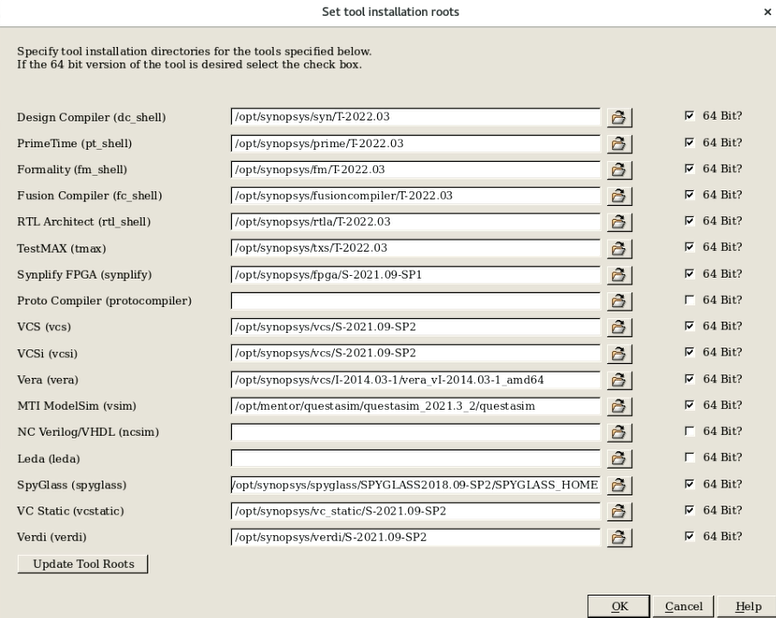 Set tool installation roots
×
Specify tool installation directories for the tools specified below.
If the 64 bit version of the tool is desired select the check box.
Design Compiler (dc_shell) /opt/synopsys/syn/T-2022.03 64 Bit?
PrimeTime (pt_shell) /opt/synopsys/prime/T-2022.03 64 Bit?
Formality (fm_shell) /opt/synopsys/fm/T-2022.03 64 Bit?
Fusion Compiler (fc_shell) /opt/synopsys/fusioncompiler/T-2022.03 64 Bit?
RTL Architect (rtl_shell) /opt/synopsys/rtla/T-2022.03 64 Bit?
TestMAX (tmax) /opt/synopsys/txs/T-2022.03 64 Bit?
Synplify FPGA (synplify) /opt/synopsys/fpga/S-2021.09-SP1 64 Bit?
Proto Compiler (protocompiler) 64 Bit?
VCS (vcs) /opt/synopsys/vcs/S-2021.09-SP2 64 Bit?
VCSi (vcsi) /opt/synopsys/vcs/S-2021.09-SP2 64 Bit?
Vera (vera) /opt/synopsys/vcs/I-2014.03-1/vera_vI-2014.03-1_amd64 64 Bit?
MTI ModelSim (vsim) /opt/mentor/questasim/questasim_2021.3_2/questasim 64 Bit?
NC Verilog/VHDL (ncsim) 64 Bit?
Leda (leda) 64 Bit?
SpyGlass (spyglass) /opt/synopsys/spyglass/SPYGLASS2018.09-SP2/SPYGLASS_HOME 64 Bit?
VC Static (vcstatic) /opt/synopsys/vc_static/S-2021.09-SP2 64 Bit?
Verdi (verdi) /opt/synopsys/verdi/S-2021.09-SP2 64 Bit?
Update Tool Roots
OK Cancel Help